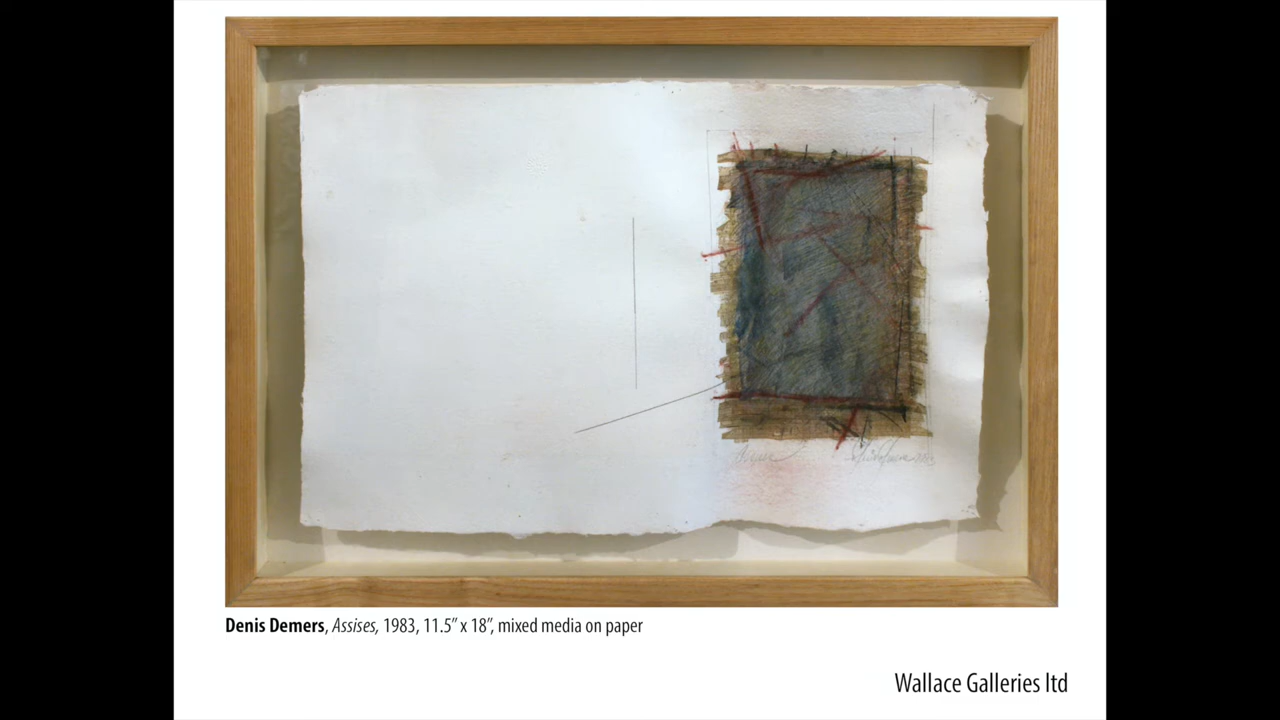 Denis Demers, Assises, 1983, 11.5” x 18”, mixed media on paper
Wallace Galleries ltd